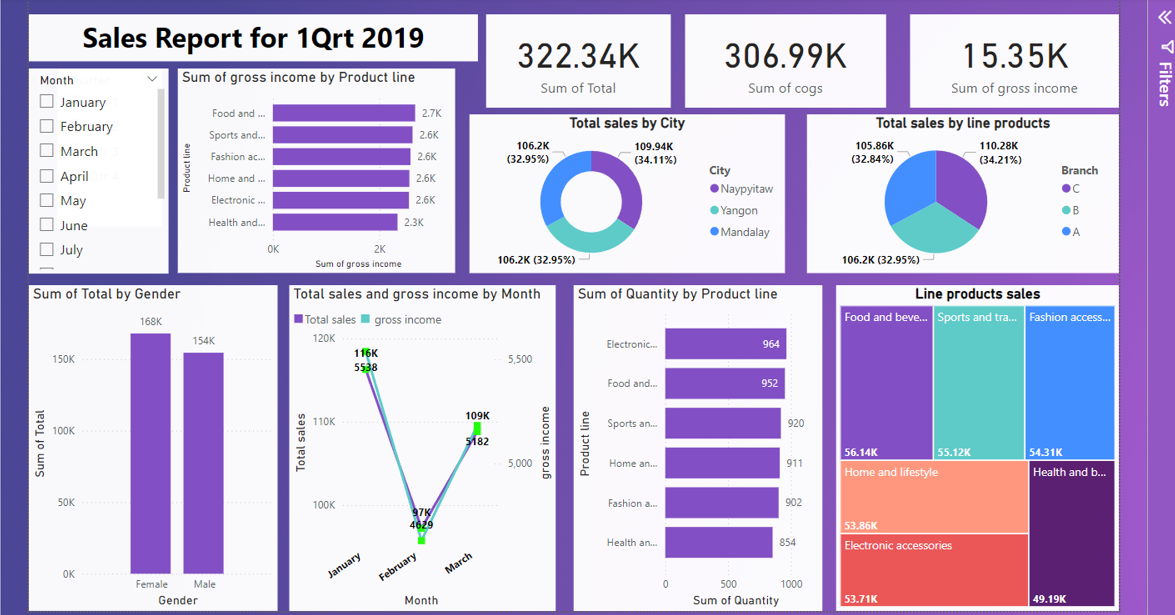 Sales Report for 1Qrt 2019
322.34K
Sum of Total
306.99K
Sum of cogs
15.35K
Sum of gross income
Filters
Month
January
February
March
April
May
June
July
Sum of gross income by Product line
Product line
Food and ... 2.7K
Sports and... 2.6K
Fashion ac... 2.6K
Home and ... 2.6K
Electronic ... 2.6K
Health and... 2.3K
0K 2K
Sum of gross income
Total sales by City
106.2K
(32.95%)
109.94K
(34.11%)
106.2K (32.95%)
City
Naypyitaw
Yangon
Mandalay
Total sales by line products
105.86K
(32.84%)
110.28K
(34.21%)
106.2K (32.95%)
Branch
C
B
A
Sum of Total by Gender
Sum of Total
168K
154K
150K
100K
50K
0K
Female Male
Gender
Total sales and gross income by Month
Total sales gross income
Total sales
120K
110K
100K
116K
5538
97K
4629
109K
5182
5,500
5,000
gross income
January February March
Month
Sum of Quantity by Product line
Product line
Electronic... 964
Food and... 952
Sports an... 920
Home an... 911
Fashion a... 902
Health an... 854
0 500 1000
Sum of Quantity
Line products sales
Food and beve...
56.14K
Sports and tra...
55.12K
Fashion access...
54.31K
Home and lifestyle
53.86K
Electronic accessories
53.71K
Health and b...
49.19K